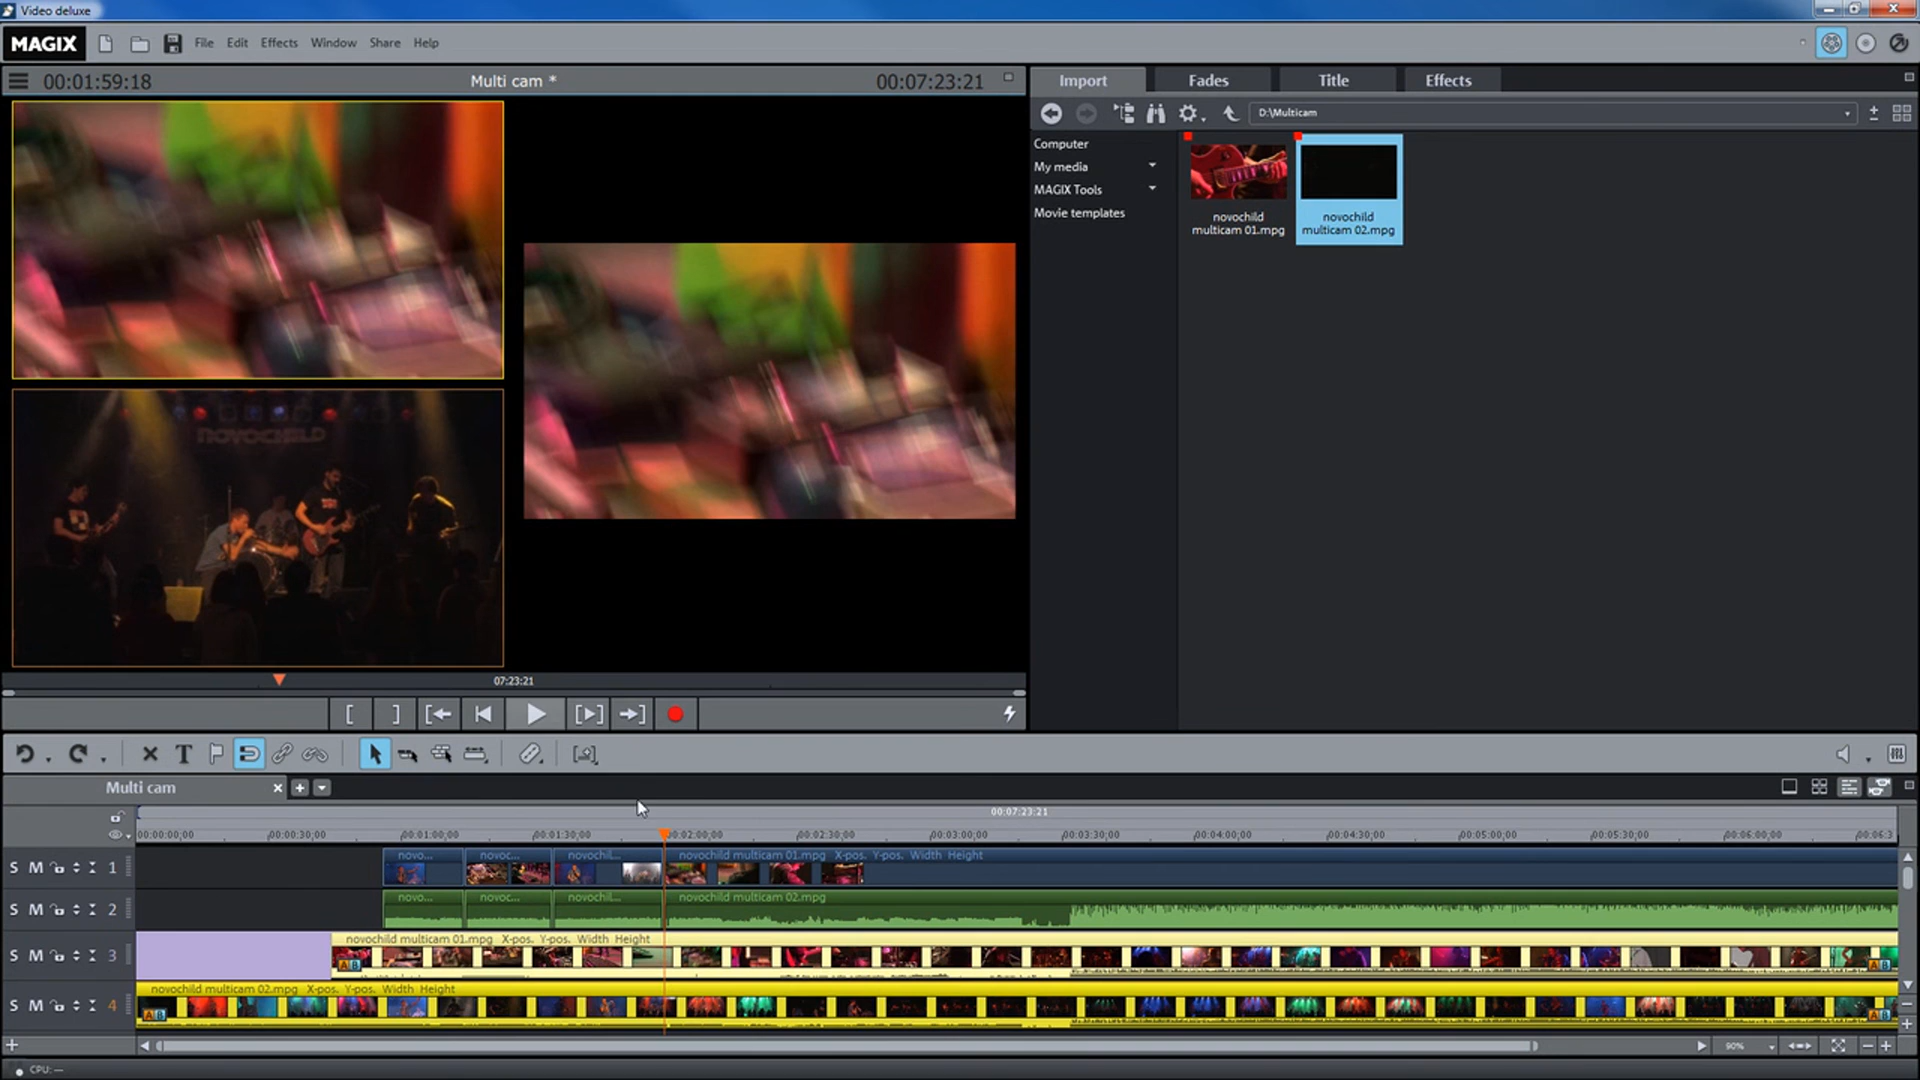 Video deluxe
MAGIX File Edit Effects Window Share Help
00:01:59:18 Multi cam * 00:07:23:21
Import Fades Title Effects
D:\Multicam
Computer
My media
MAGIX Tools
Movie templates
novochild
multicam 01.mpg
novochild
multicam 02.mpg
NOVOCHILD
07:23:21
[ ]
T
Multi cam
00:07:23:21
00:00:00;00 00:00:30;00 00:01:00;00 00:01:30;00 00:02:00;00 00:02:30;00 00:03:00;00 00:03:30;00 00:04:00;00 00:04:30;00 00:05:00;00 00:05:30;00 00:06:00;00 00:06:3
S M 1
novo... novoc... novochil... novochild multicam 01.mpg X-pos. Y-pos. Width Height
S M 2
novo... novoc... novochil... novochild multicam 02.mpg
S M 3
novochild multicam 01.mpg X-pos. Y-pos. Width Height
AB AB
S M 4
novochild multicam 02.mpg X-pos. Y-pos. Width Height
AB AB
90%
CPU: —